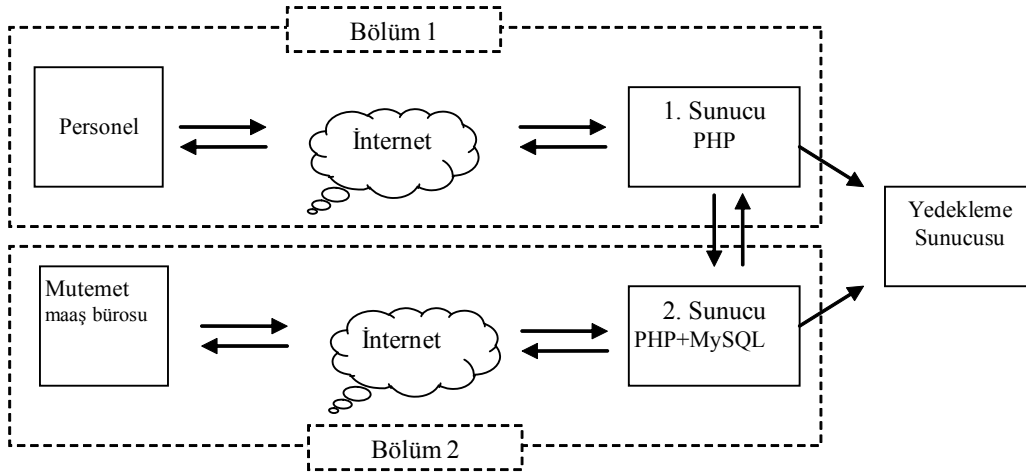 Bölüm 1
Personel
İnternet
1. Sunucu
PHP
Yedekleme
Sunucusu
Mutemet
maaş bürosu
İnternet
2. Sunucu
PHP+MySQL
Bölüm 2